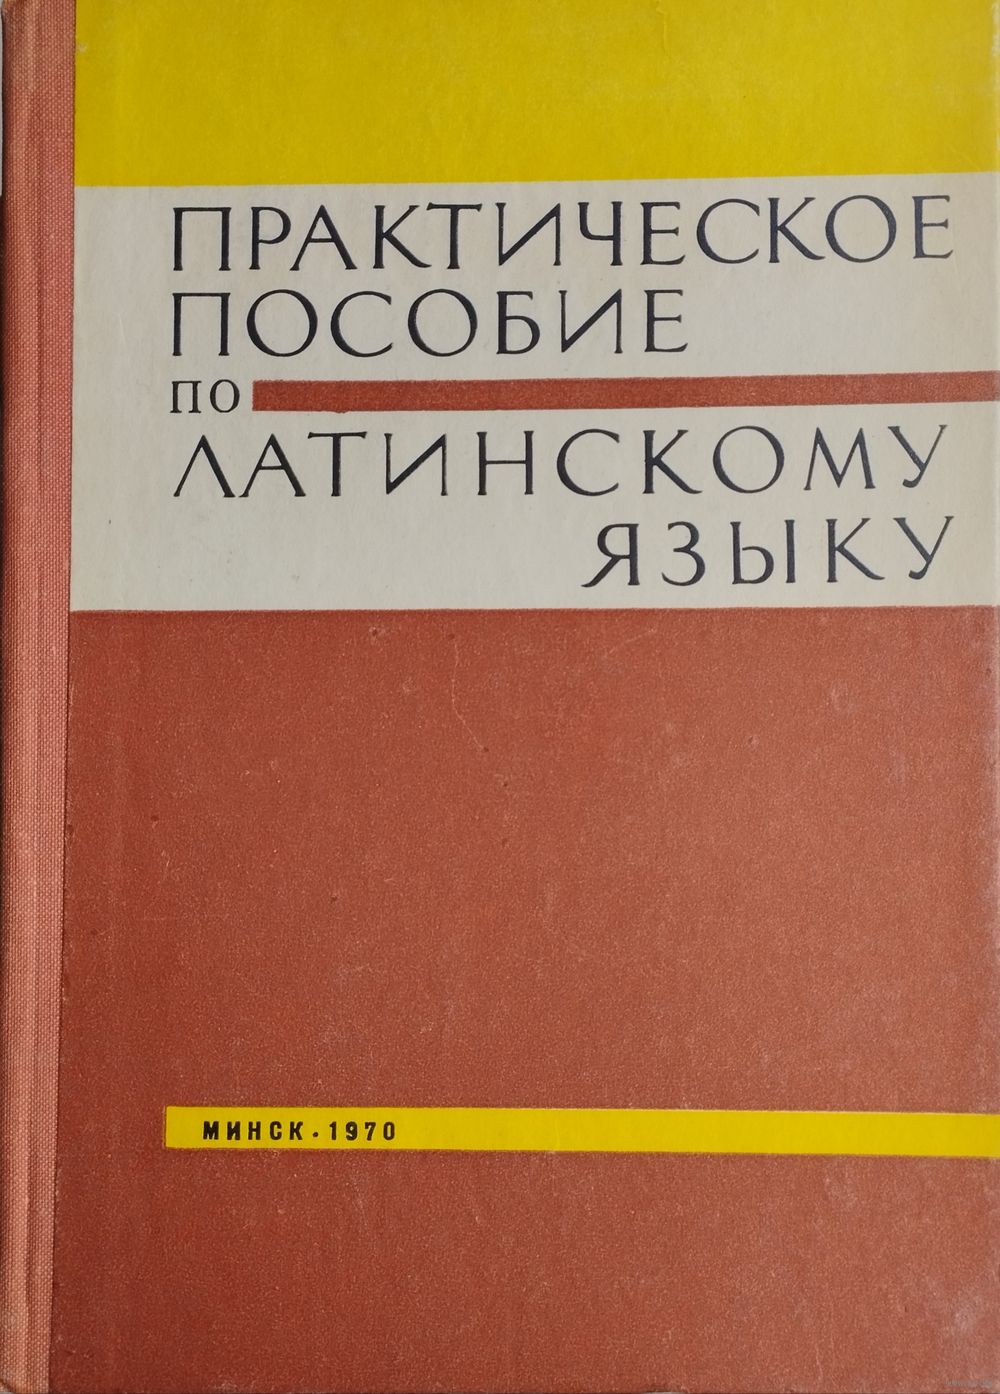 ПРАКТИЧЕСКОЕ
ПОСОБИЕ
ПО
ЛАТИНСКОМУ
ЯЗЫКУ
МИНСК·1970